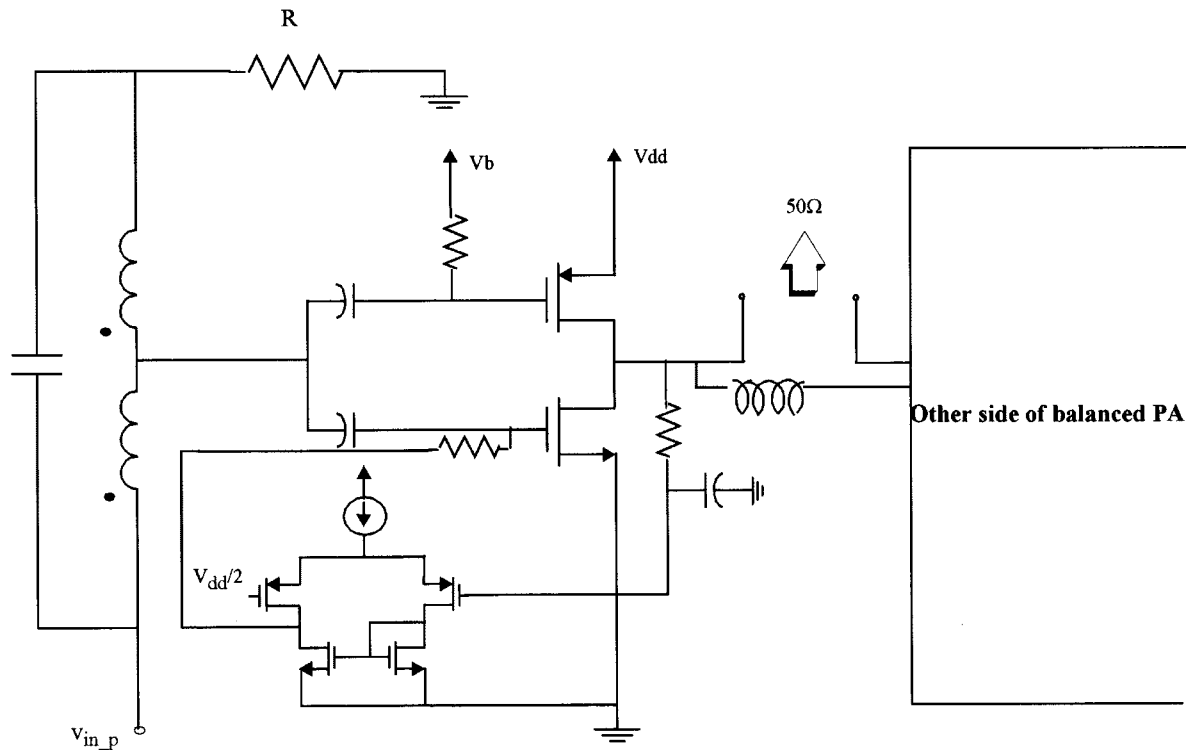 R
Vb
Vdd
50Ω
Other side of balanced PA
Vdd/2
vin_p